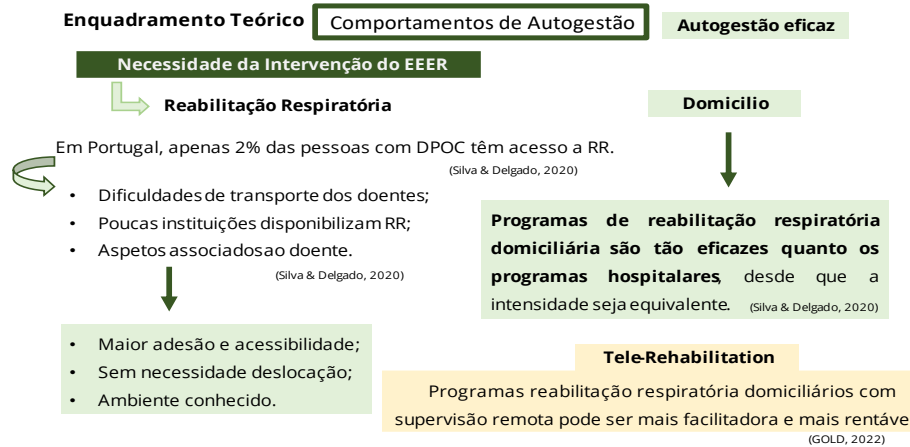 Enquadramento Teórico
Comportamentos de Autogestão
Autogestão eficaz
Necessidade da Intervenção do EEER
Reabilitação Respiratória
Em Portugal, apenas 2% das pessoas com DPOC têm acesso a RR.
(Silva & Delgado, 2020)
• Dificuldades de transporte dos doentes;
• Poucas instituições disponibilizam RR;
• Aspetos associadosao doente.
(Silva & Delgado, 2020)
• Maior adesão e acessibilidade;
• Sem necessidade deslocação;
• Ambiente conhecido.
Domicilio
Programas de reabilitação respiratória
domiciliária são tão eficazes quanto os
programas hospitalares, desde que a
intensidade seja equivalente. (Silva & Delgado, 2020)
Tele-Rehabilitation
Programas reabilitação respiratória domiciliários com
supervisão remota pode ser mais facilitadora e mais rentáve
(GOLD, 2022)